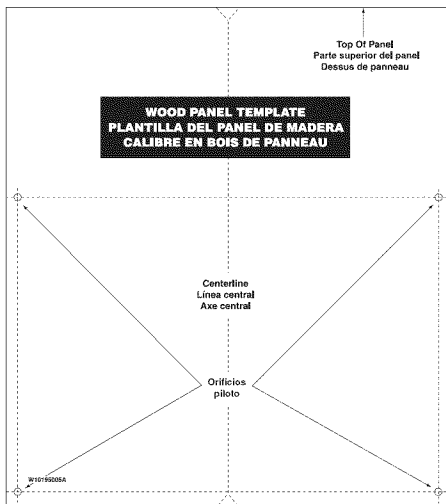 Top Of Panel
Parte superior del panel
Dessus de panneau
WOOD PANEL TEMPLATE
PLANTILLA DEL PANEL DE MADERA
CALIBRE EN BOIS DE PANNEAU
Centerline
Línea central
Axe central
Orificios
piloto
W10195005A